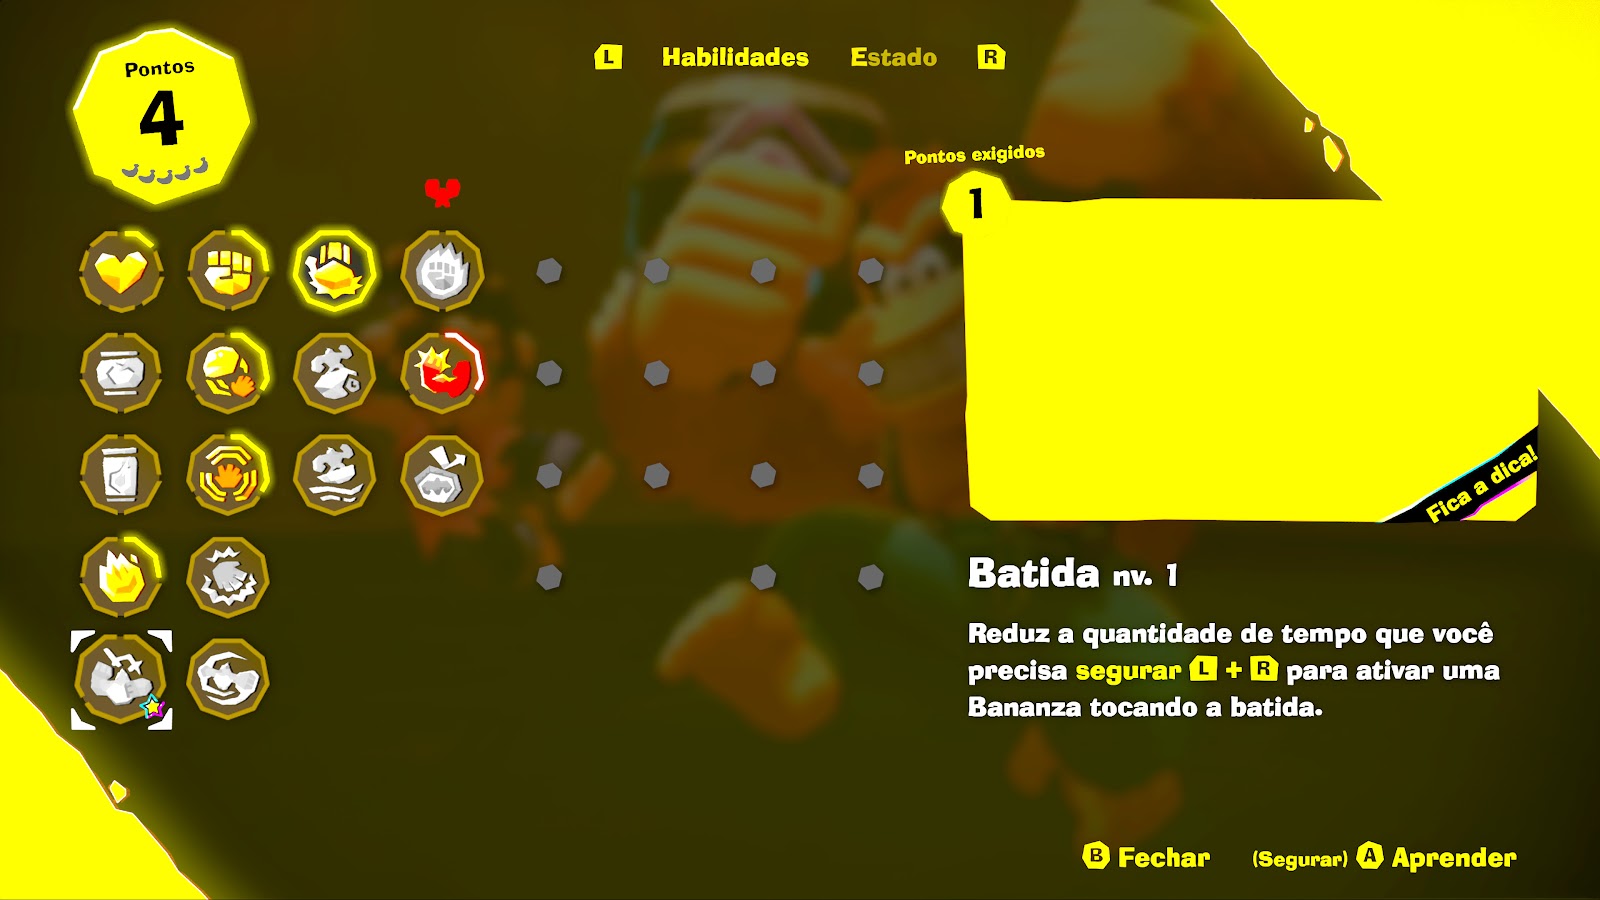 Pontos
4
L Habilidades Estado R
Pontos exigidos
1
Fica a dica!
Batida nv. 1
Reduz a quantidade de tempo que você
precisa segurar L + R para ativar uma
Bananza tocando a batida.
B Fechar (Segurar) A Aprender